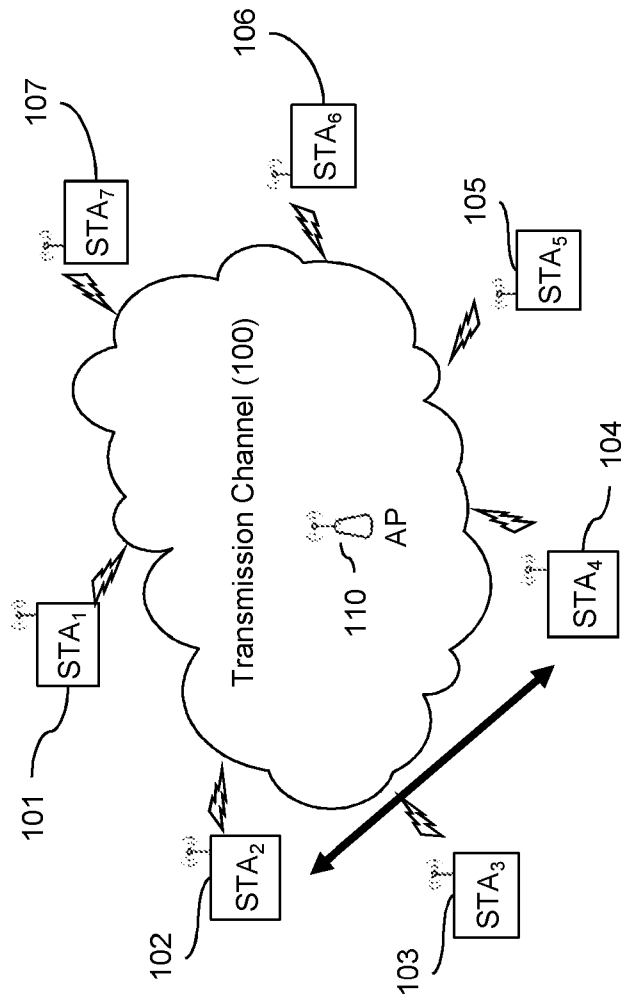 101
107
STA₁
STA₇
102
STA₂
Transmission Channel (100)
106
103
STA₆
110
AP
105
STA₃
STA₅
STA₄
104